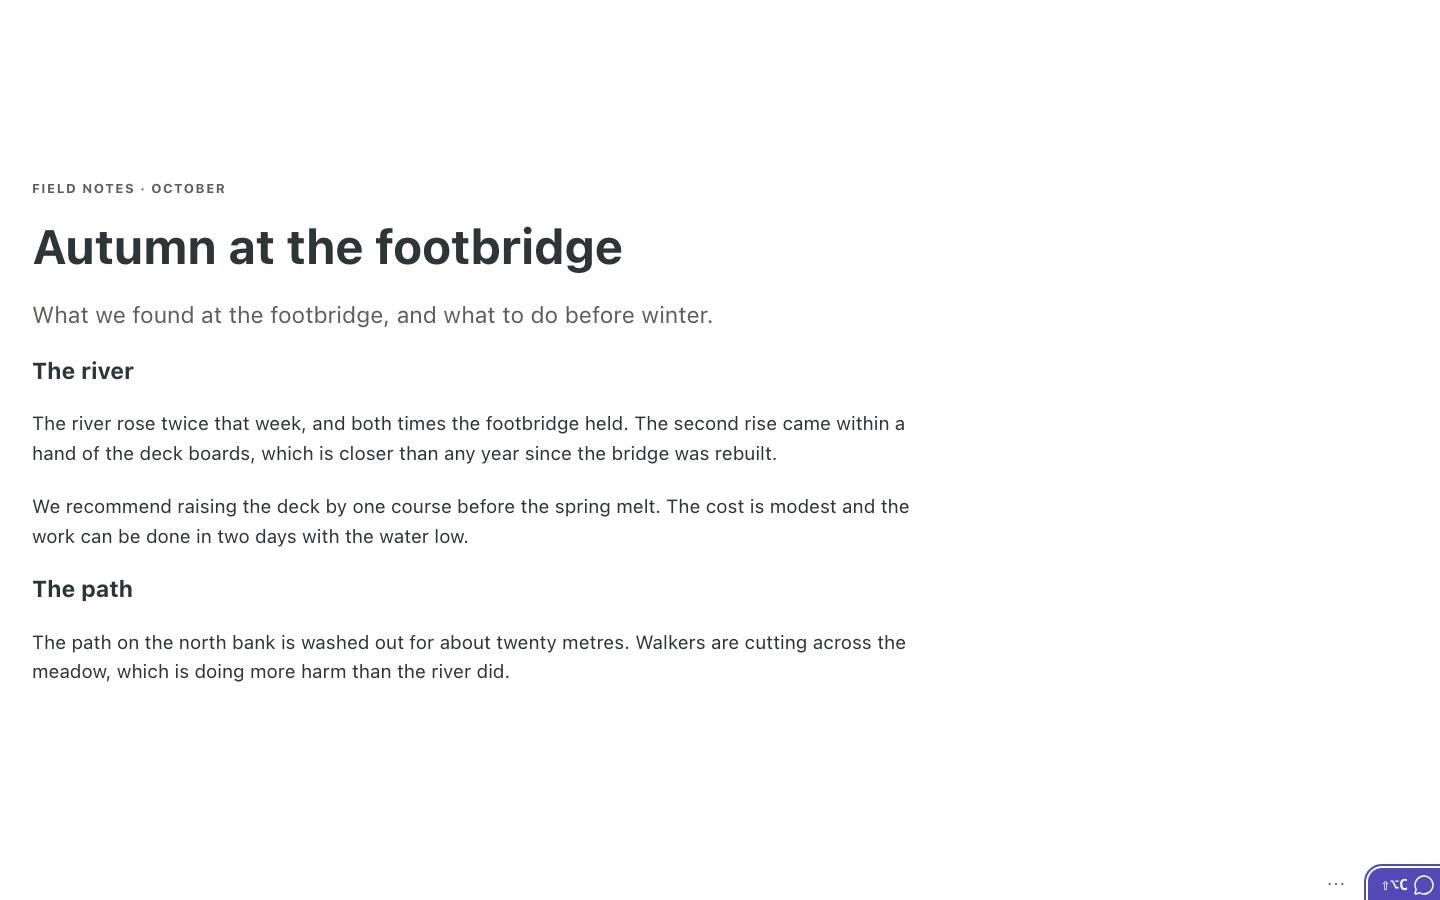 FIELD NOTES · OCTOBER
Autumn at the footbridge
What we found at the footbridge, and what to do before winter.
The river
The river rose twice that week, and both times the footbridge held. The second rise came within a
hand of the deck boards, which is closer than any year since the bridge was rebuilt.
We recommend raising the deck by one course before the spring melt. The cost is modest and the
work can be done in two days with the water low.
The path
The path on the north bank is washed out for about twenty metres. Walkers are cutting across the
meadow, which is doing more harm than the river did.
⇧⌥C